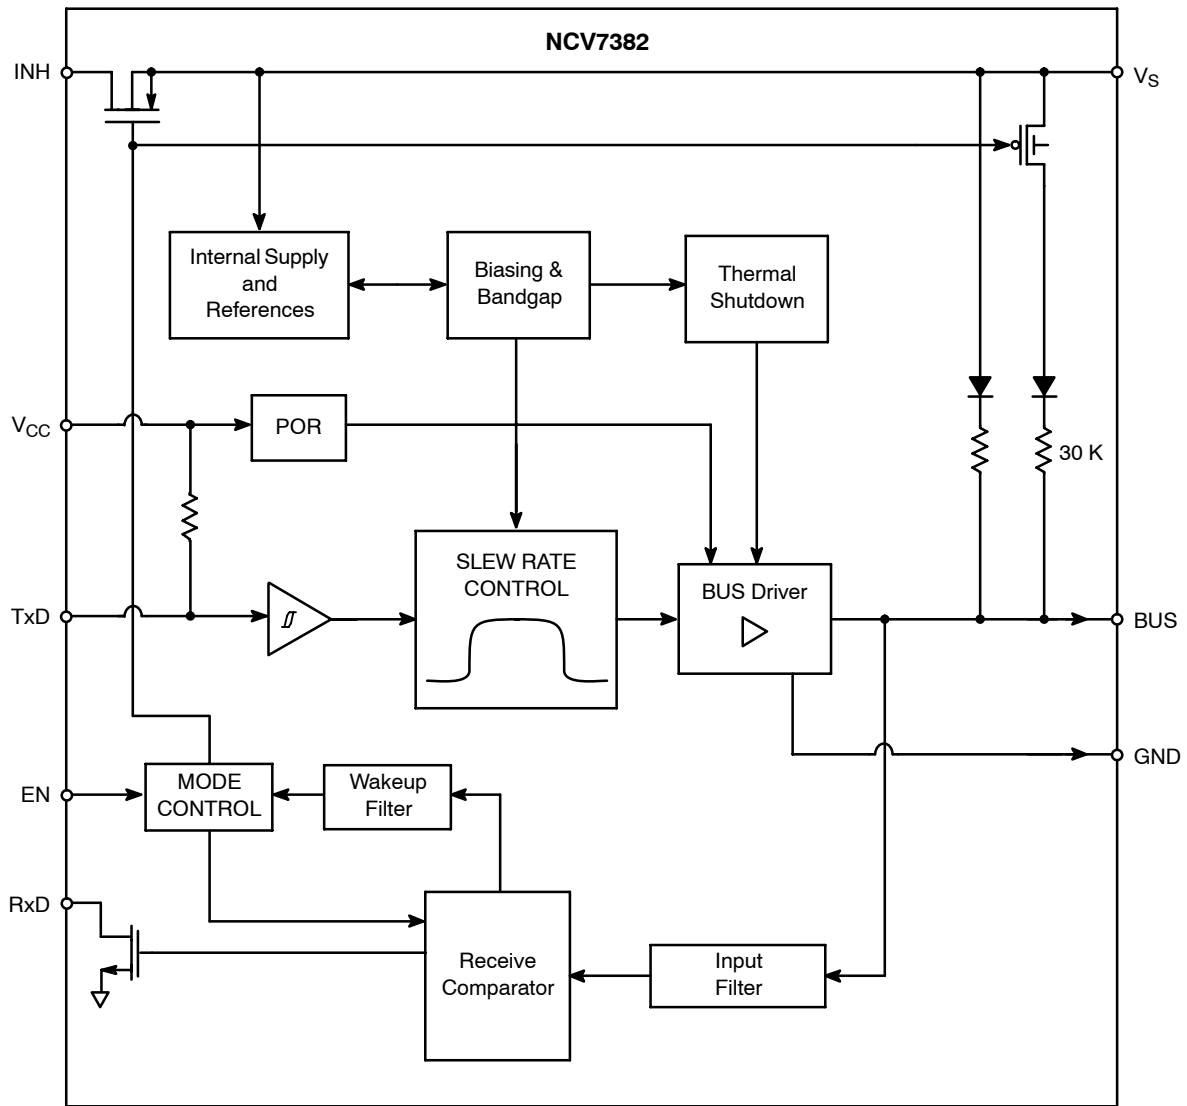 NCV7382
INH
VS
Internal Supply
and
References
Biasing &
Bandgap
Thermal
Shutdown
VCC
POR
30 K
SLEW RATE
CONTROL
BUS Driver
TxD
BUS
GND
MODE
CONTROL
Wakeup
Filter
EN
RxD
Receive
Comparator
Input
Filter